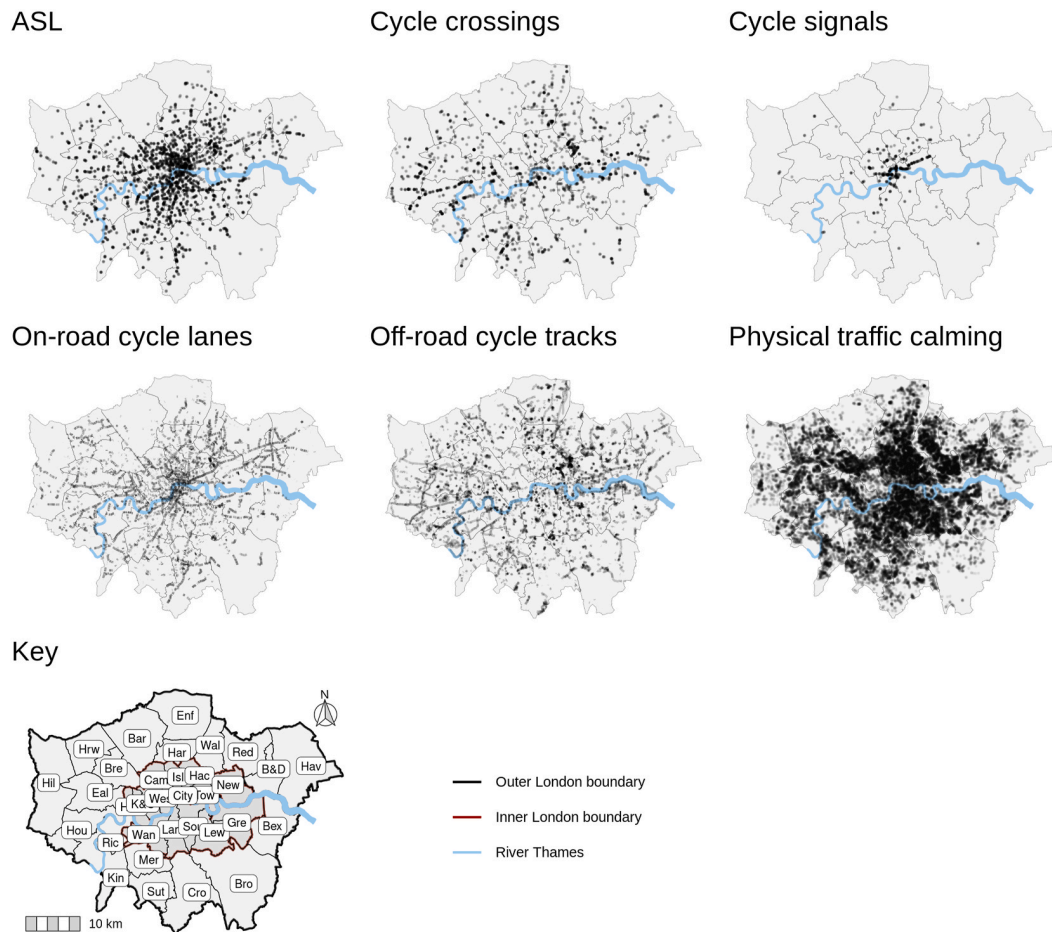 ASL
Cycle crossings
Cycle signals
On-road cycle lanes
Off-road cycle tracks
Physical traffic calming
Key
N
Enf
Bar
Hrw
Har
Wal
Red
Bre
B&D
Hav
Hil
Cam
Isl
Hac
New
Eal
Wes
City
Tow
K&
Hou
Ric
Wan
Lam
Sou
Lew
Gre
Bex
Mer
Kin
Sut
Cro
Bro
10 km
Outer London boundary
Inner London boundary
River Thames